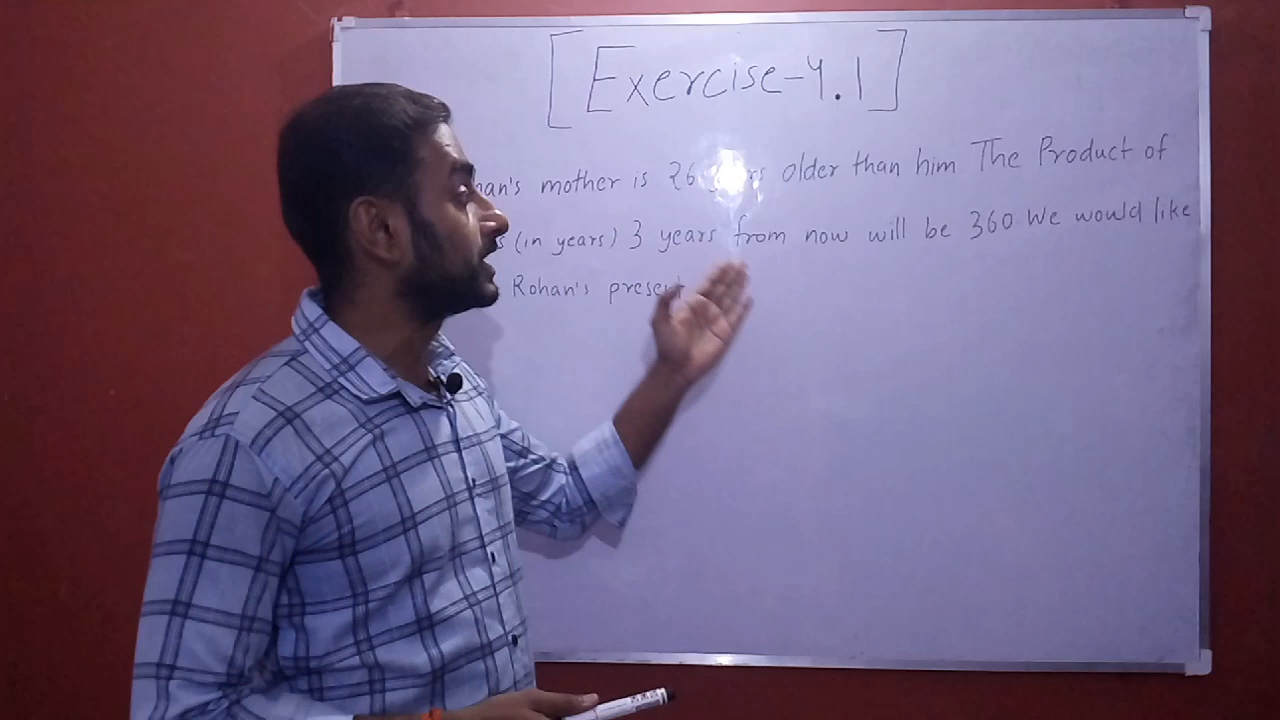 [Exercise-4.1]
han's mother is 26 years older than him The Product of
s (in years) 3 years from now will be 360 We would like
Rohan's present